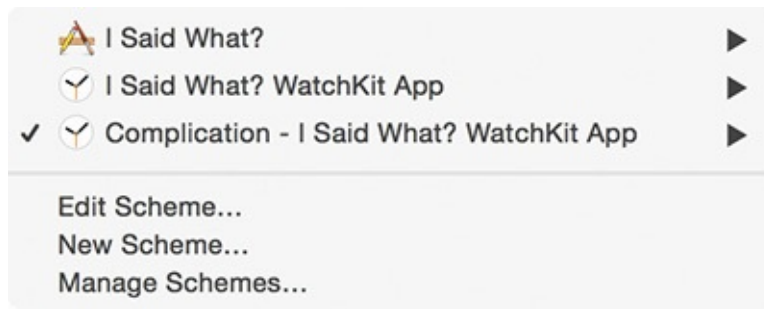 I Said What?
I Said What? WatchKit App
Complication - I Said What? WatchKit App
Edit Scheme...
New Scheme...
Manage Schemes...